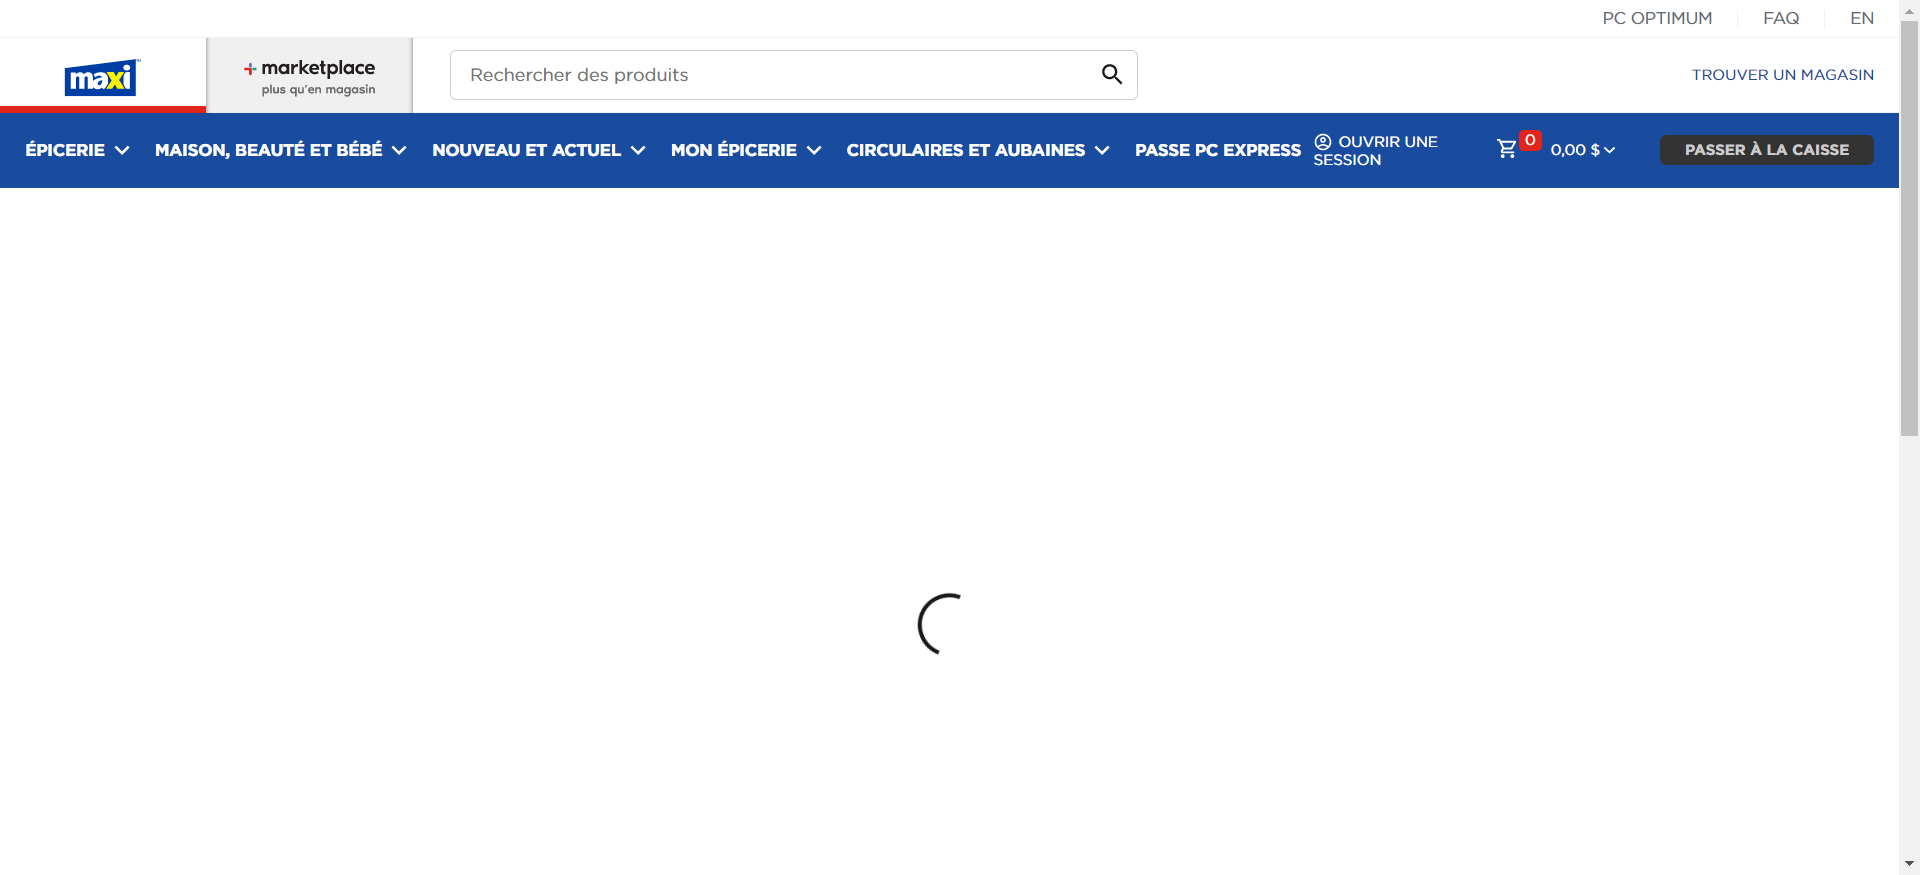 PC OPTIMUM
FAQ
EN
maxi
marketplace
plus qu'en magasin
Rechercher des produits
TROUVER UN MAGASIN
ÉPICERIE
MAISON, BEAUTÉ ET BÉBÉ
NOUVEAU ET ACTUEL
MON ÉPICERIE
CIRCULAIRES ET AUBAINES
PASSE PC EXPRESS
OUVRIR UNE
SESSION
0
0,00 $
PASSER À LA CAISSE